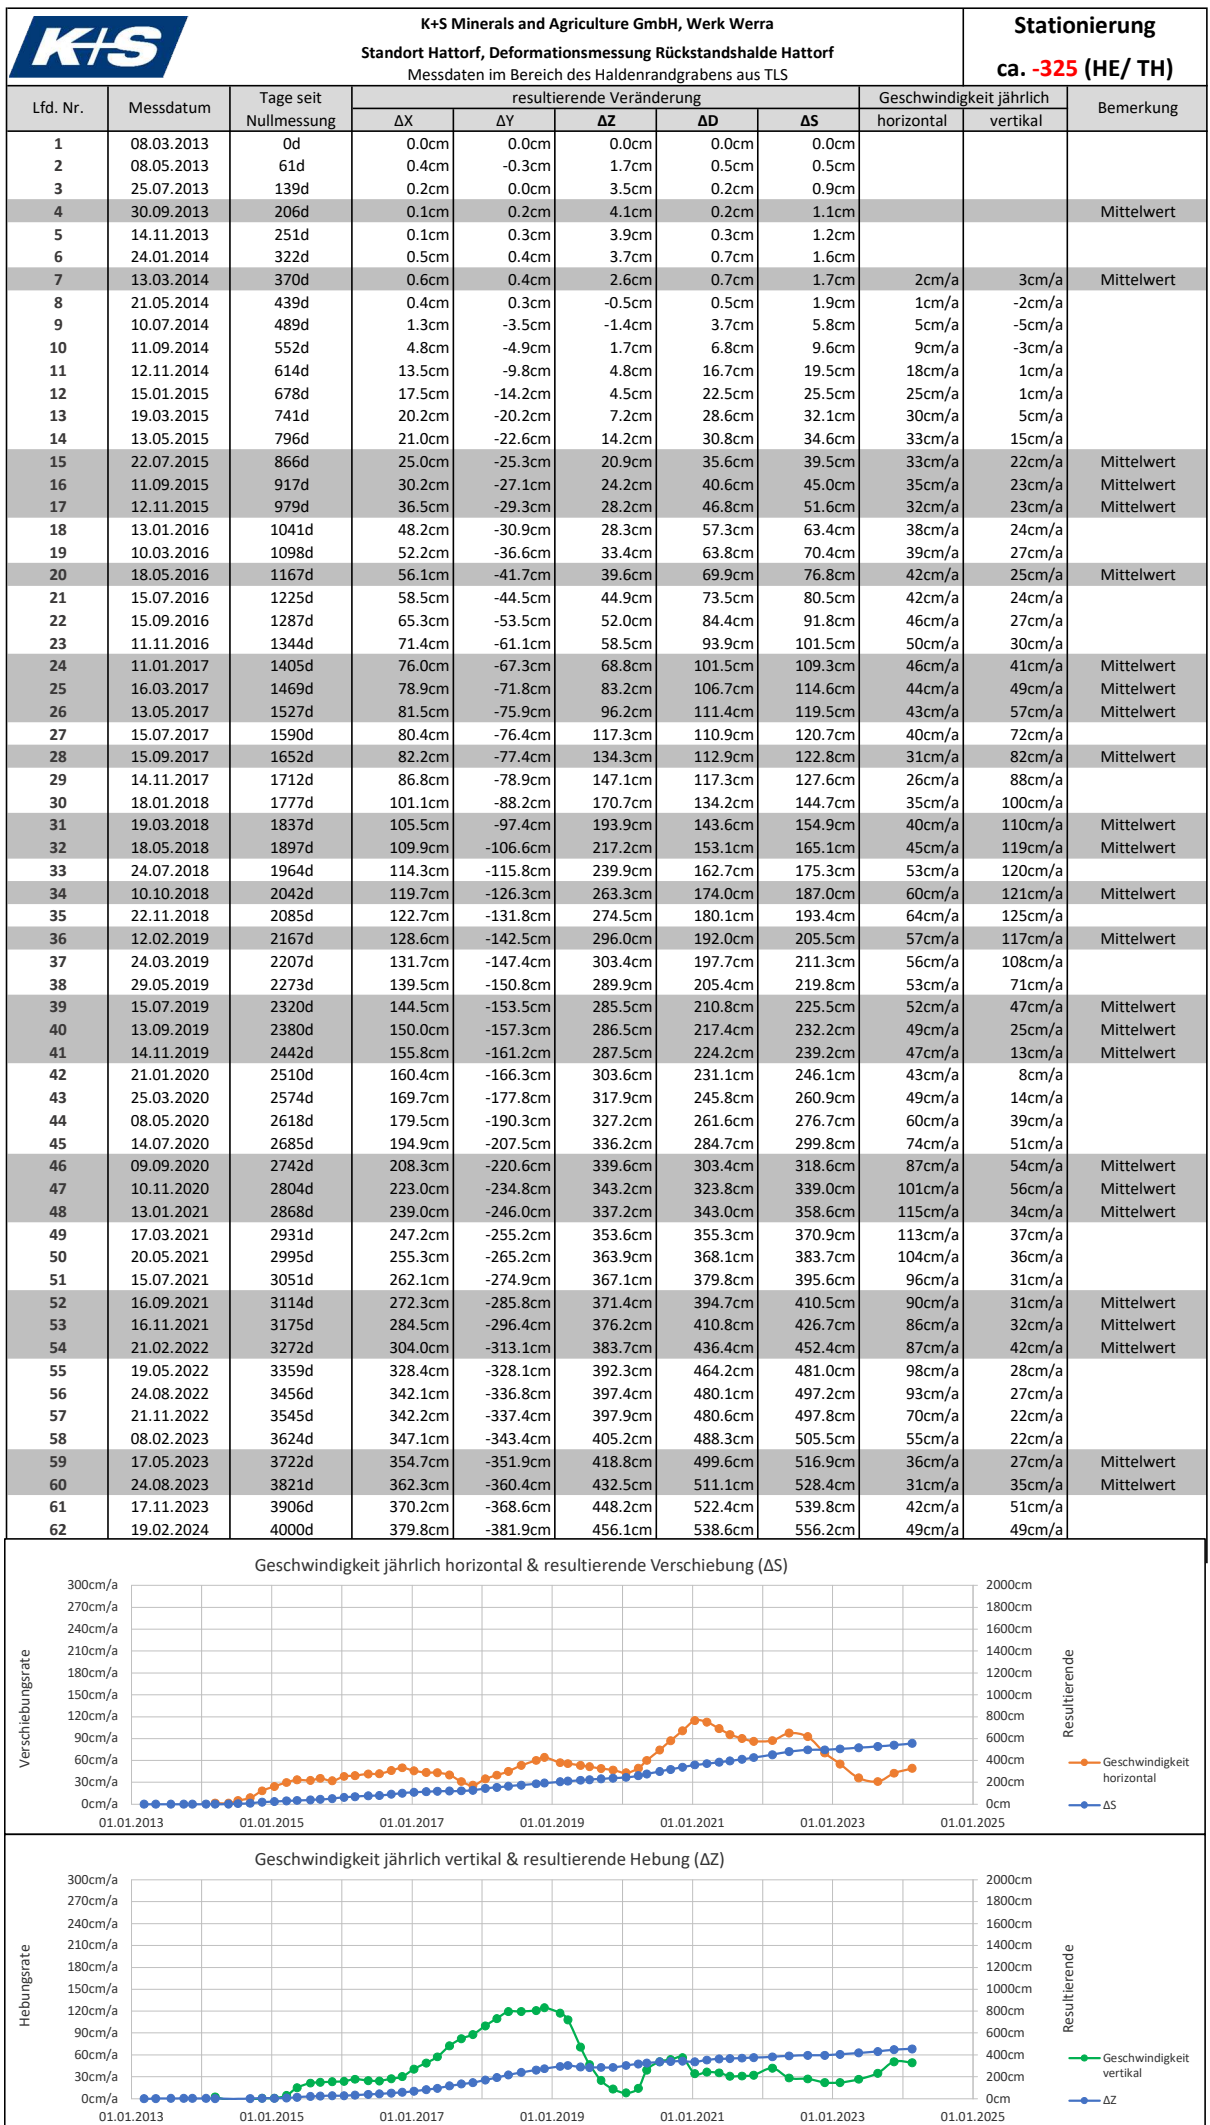 K+S
K+S Minerals and Agriculture GmbH, Werk Werra
Standort Hattorf, Deformationsmessung Rückstandshalde Hattorf
Messdaten im Bereich des Haldenrandgrabens aus TLS
Stationierung
ca. -325 (HE/ TH)
Lfd. Nr. Messdatum Tage seit Nullmessung resultierende Veränderung Geschwindigkeit jährlich Bemerkung
ΔX ΔY ΔZ ΔD ΔS horizontal vertikal
1 08.03.2013 0d 0.0cm 0.0cm 0.0cm 0.0cm 0.0cm
2 08.05.2013 61d 0.4cm -0.3cm 1.7cm 0.5cm 0.5cm
3 25.07.2013 139d 0.2cm 0.0cm 3.5cm 0.2cm 0.9cm
4 30.09.2013 206d 0.1cm 0.2cm 4.1cm 0.2cm 1.1cm Mittelwert
5 14.11.2013 251d 0.1cm 0.3cm 3.9cm 0.3cm 1.2cm
6 24.01.2014 322d 0.5cm 0.4cm 3.7cm 0.7cm 1.6cm
7 13.03.2014 370d 0.6cm 0.4cm 2.6cm 0.7cm 1.7cm 2cm/a 3cm/a Mittelwert
8 21.05.2014 439d 0.4cm 0.3cm -0.5cm 0.5cm 1.9cm 1cm/a -2cm/a
9 10.07.2014 489d 1.3cm -3.5cm -1.4cm 3.7cm 5.8cm 5cm/a -5cm/a
10 11.09.2014 552d 4.8cm -4.9cm 1.7cm 6.8cm 9.6cm 9cm/a -3cm/a
11 12.11.2014 614d 13.5cm -9.8cm 4.8cm 16.7cm 19.5cm 18cm/a 1cm/a
12 15.01.2015 678d 17.5cm -14.2cm 4.5cm 22.5cm 25.5cm 25cm/a 1cm/a
13 19.03.2015 741d 20.2cm -20.2cm 7.2cm 28.6cm 32.1cm 30cm/a 5cm/a
14 13.05.2015 796d 21.0cm -22.6cm 14.2cm 30.8cm 34.6cm 33cm/a 15cm/a
15 22.07.2015 866d 25.0cm -25.3cm 20.9cm 35.6cm 39.5cm 33cm/a 22cm/a Mittelwert
16 11.09.2015 917d 30.2cm -27.1cm 24.2cm 40.6cm 45.0cm 35cm/a 23cm/a Mittelwert
17 12.11.2015 979d 36.5cm -29.3cm 28.2cm 46.8cm 51.6cm 32cm/a 23cm/a Mittelwert
18 13.01.2016 1041d 48.2cm -30.9cm 28.3cm 57.3cm 63.4cm 38cm/a 24cm/a
19 10.03.2016 1098d 52.2cm -36.6cm 33.4cm 63.8cm 70.4cm 39cm/a 27cm/a
20 18.05.2016 1167d 56.1cm -41.7cm 39.6cm 69.9cm 76.8cm 42cm/a 25cm/a Mittelwert
21 15.07.2016 1225d 58.5cm -44.5cm 44.9cm 73.5cm 80.5cm 42cm/a 24cm/a
22 15.09.2016 1287d 65.3cm -53.5cm 52.0cm 84.4cm 91.8cm 46cm/a 27cm/a
23 11.11.2016 1344d 71.4cm -61.1cm 58.5cm 93.9cm 101.5cm 50cm/a 30cm/a
24 11.01.2017 1405d 76.0cm -67.3cm 68.8cm 101.5cm 109.3cm 46cm/a 41cm/a Mittelwert
25 16.03.2017 1469d 78.9cm -71.8cm 83.2cm 106.7cm 114.6cm 44cm/a 49cm/a Mittelwert
26 13.05.2017 1527d 81.5cm -75.9cm 96.2cm 111.4cm 119.5cm 43cm/a 57cm/a Mittelwert
27 15.07.2017 1590d 80.4cm -76.4cm 117.3cm 110.9cm 120.7cm 40cm/a 72cm/a
28 15.09.2017 1652d 82.2cm -77.4cm 134.3cm 112.9cm 122.8cm 31cm/a 82cm/a Mittelwert
29 14.11.2017 1712d 86.8cm -78.9cm 147.1cm 117.3cm 127.6cm 26cm/a 88cm/a
30 18.01.2018 1777d 101.1cm -88.2cm 170.7cm 134.2cm 144.7cm 35cm/a 100cm/a
31 19.03.2018 1837d 105.5cm -97.4cm 193.9cm 143.6cm 154.9cm 40cm/a 110cm/a Mittelwert
32 18.05.2018 1897d 109.9cm -106.6cm 217.2cm 153.1cm 165.1cm 45cm/a 119cm/a Mittelwert
33 24.07.2018 1964d 114.3cm -115.8cm 239.9cm 162.7cm 175.3cm 53cm/a 120cm/a
34 10.10.2018 2042d 119.7cm -126.3cm 263.3cm 174.0cm 187.0cm 60cm/a 121cm/a Mittelwert
35 22.11.2018 2085d 122.7cm -131.8cm 274.5cm 180.1cm 193.4cm 64cm/a 125cm/a
36 12.02.2019 2167d 128.6cm -142.5cm 296.0cm 192.0cm 205.5cm 57cm/a 117cm/a Mittelwert
37 24.03.2019 2207d 131.7cm -147.4cm 303.4cm 197.7cm 211.3cm 56cm/a 108cm/a
38 29.05.2019 2273d 139.5cm -150.8cm 289.9cm 205.4cm 219.8cm 53cm/a 71cm/a
39 15.07.2019 2320d 144.5cm -153.5cm 285.5cm 210.8cm 225.5cm 52cm/a 47cm/a Mittelwert
40 13.09.2019 2380d 150.0cm -157.3cm 286.5cm 217.4cm 232.2cm 49cm/a 25cm/a Mittelwert
41 14.11.2019 2442d 155.8cm -161.2cm 287.5cm 224.2cm 239.2cm 47cm/a 13cm/a Mittelwert
42 21.01.2020 2510d 160.4cm -166.3cm 303.6cm 231.1cm 246.1cm 43cm/a 8cm/a
43 25.03.2020 2574d 169.7cm -177.8cm 317.9cm 245.8cm 260.9cm 49cm/a 14cm/a
44 08.05.2020 2618d 179.5cm -190.3cm 327.2cm 261.6cm 276.7cm 60cm/a 39cm/a
45 14.07.2020 2685d 194.9cm -207.5cm 336.2cm 284.7cm 299.8cm 74cm/a 51cm/a
46 09.09.2020 2742d 208.3cm -220.6cm 339.6cm 303.4cm 318.6cm 87cm/a 54cm/a Mittelwert
47 10.11.2020 2804d 223.0cm -234.8cm 343.2cm 323.8cm 339.0cm 101cm/a 56cm/a Mittelwert
48 13.01.2021 2868d 239.0cm -246.0cm 337.2cm 343.0cm 358.6cm 115cm/a 34cm/a Mittelwert
49 17.03.2021 2931d 247.2cm -255.2cm 353.6cm 355.3cm 370.9cm 113cm/a 37cm/a
50 20.05.2021 2995d 255.3cm -265.2cm 363.9cm 368.1cm 383.7cm 104cm/a 36cm/a
51 15.07.2021 3051d 262.1cm -274.9cm 367.1cm 379.8cm 395.6cm 96cm/a 31cm/a
52 16.09.2021 3114d 272.3cm -285.8cm 371.4cm 394.7cm 410.5cm 90cm/a 31cm/a Mittelwert
53 16.11.2021 3175d 284.5cm -296.4cm 376.2cm 410.8cm 426.7cm 86cm/a 32cm/a Mittelwert
54 21.02.2022 3272d 304.0cm -313.1cm 383.7cm 436.4cm 452.4cm 87cm/a 42cm/a Mittelwert
55 19.05.2022 3359d 328.4cm -328.1cm 392.3cm 464.2cm 481.0cm 98cm/a 28cm/a
56 24.08.2022 3456d 342.1cm -336.8cm 397.4cm 480.1cm 497.2cm 93cm/a 27cm/a
57 21.11.2022 3545d 342.2cm -337.4cm 397.9cm 480.6cm 497.8cm 70cm/a 22cm/a
58 08.02.2023 3624d 347.1cm -343.4cm 405.2cm 488.3cm 505.5cm 55cm/a 22cm/a
59 17.05.2023 3722d 354.7cm -351.9cm 418.8cm 499.6cm 516.9cm 36cm/a 27cm/a Mittelwert
60 24.08.2023 3821d 362.3cm -360.4cm 432.5cm 511.1cm 528.4cm 31cm/a 35cm/a Mittelwert
61 17.11.2023 3906d 370.2cm -368.6cm 448.2cm 522.4cm 539.8cm 42cm/a 51cm/a
62 19.02.2024 4000d 379.8cm -381.9cm 456.1cm 538.6cm 556.2cm 49cm/a 49cm/a
Geschwindigkeit jährlich horizontal & resultierende Verschiebung (ΔS)
300cm/a 2000cm
270cm/a 1800cm
240cm/a 1600cm
210cm/a 1400cm
180cm/a 1200cm
150cm/a 1000cm
120cm/a 800cm
90cm/a 600cm
60cm/a 400cm
30cm/a 200cm
0cm/a 0cm
Verschiebungsrate
Resultierende
Geschwindigkeit
horizontal
ΔS
01.01.2013 01.01.2015 01.01.2017 01.01.2019 01.01.2021 01.01.2023 01.01.2025
Geschwindigkeit jährlich vertikal & resultierende Hebung (ΔZ)
300cm/a 2000cm
270cm/a 1800cm
240cm/a 1600cm
210cm/a 1400cm
180cm/a 1200cm
150cm/a 1000cm
120cm/a 800cm
90cm/a 600cm
60cm/a 400cm
30cm/a 200cm
0cm/a 0cm
Hebungsrate
Resultierende
Geschwindigkeit
vertikal
ΔZ
01.01.2013 01.01.2015 01.01.2017 01.01.2019 01.01.2021 01.01.2023 01.01.2025